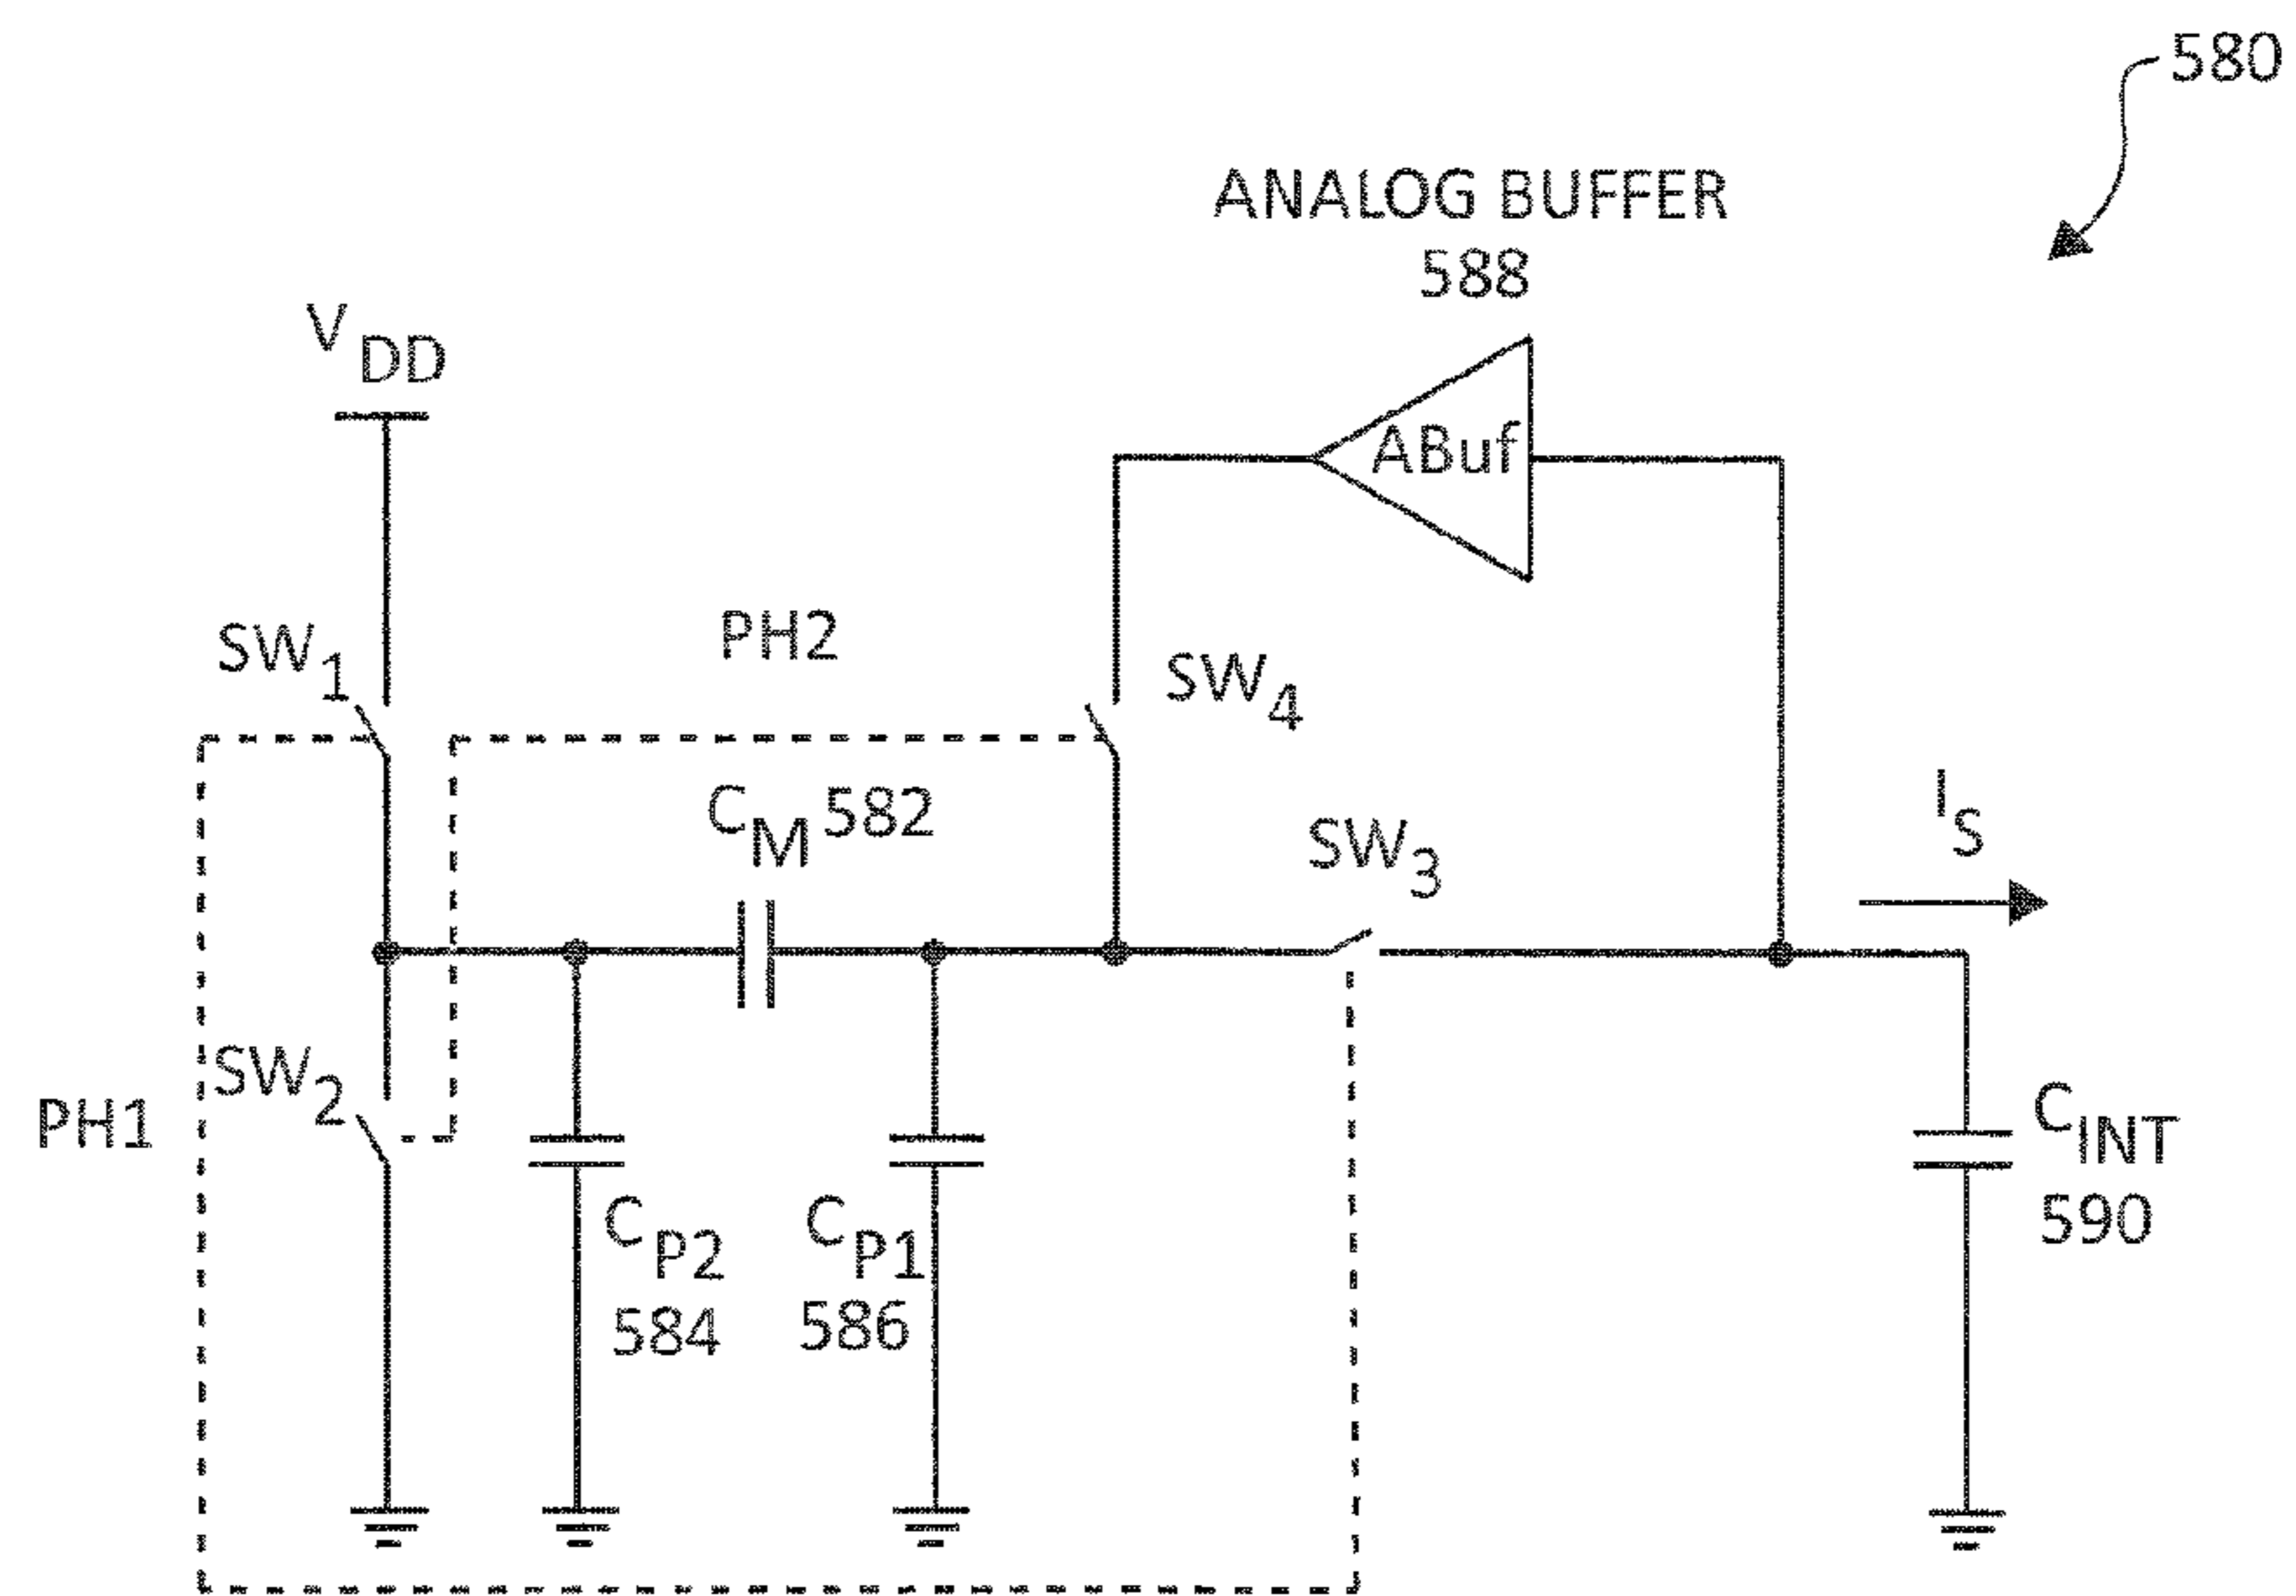 580
ANALOG BUFFER
588
VDD
ABuf
SW1
PH2
SW4
CM 582
SW3
IS
PH1
SW2
CP2
584
CP1
586
CINT
590